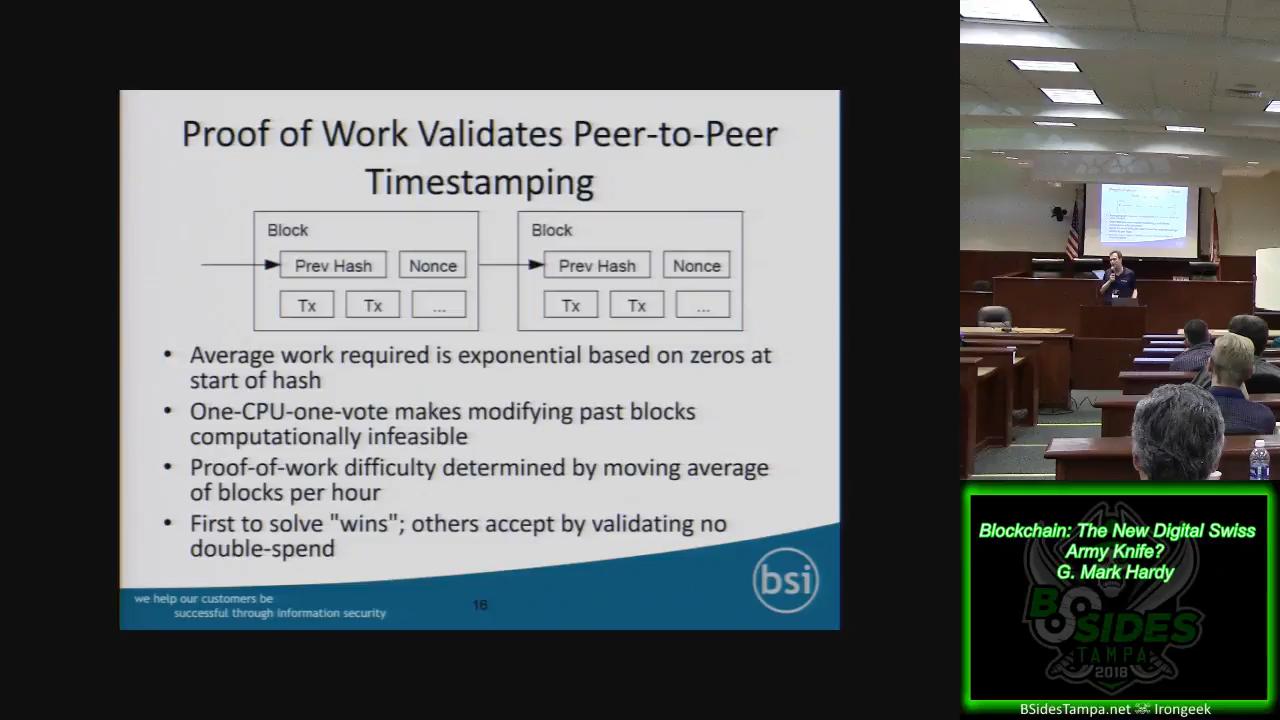 Proof of Work Validates Peer-to-Peer
Timestamping
Block
Prev Hash
Nonce
Tx
Tx
...
Block
Prev Hash
Nonce
Tx
Tx
...
• Average work required is exponential based on zeros at
start of hash
• One-CPU-one-vote makes modifying past blocks
computationally infeasible
• Proof-of-work difficulty determined by moving average
of blocks per hour
• First to solve "wins"; others accept by validating no
double-spend
we help our customers be
successful through information security
16
bsi
Blockchain: The New Digital Swiss
Army Knife?
G. Mark Hardy
BSIDES
TAMPA
2018
BSidesTampa.net Irongeek